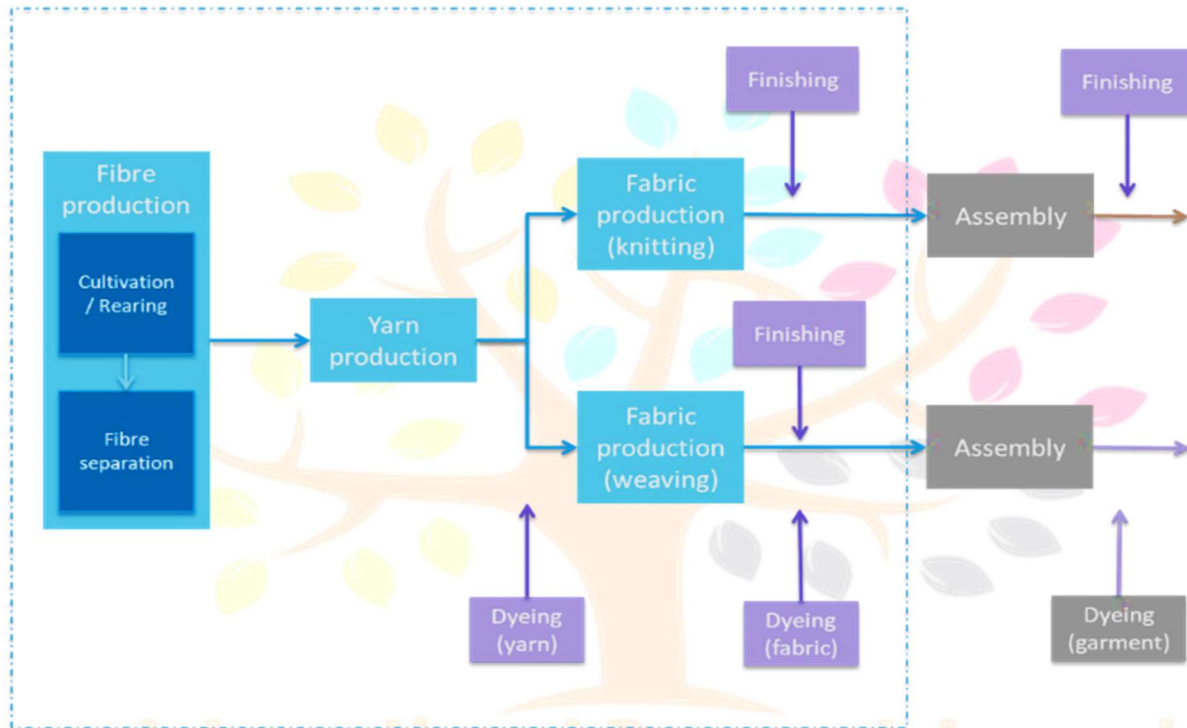 Finishing
Finishing
Fibre
production
Cultivation
/ Rearing
Fibre
separation
Yarn
production
Fabric
production
(knitting)
Assembly
Finishing
Fabric
production
(weaving)
Assembly
Dyeing
(yarn)
Dyeing
(fabric)
Dyeing
(garment)